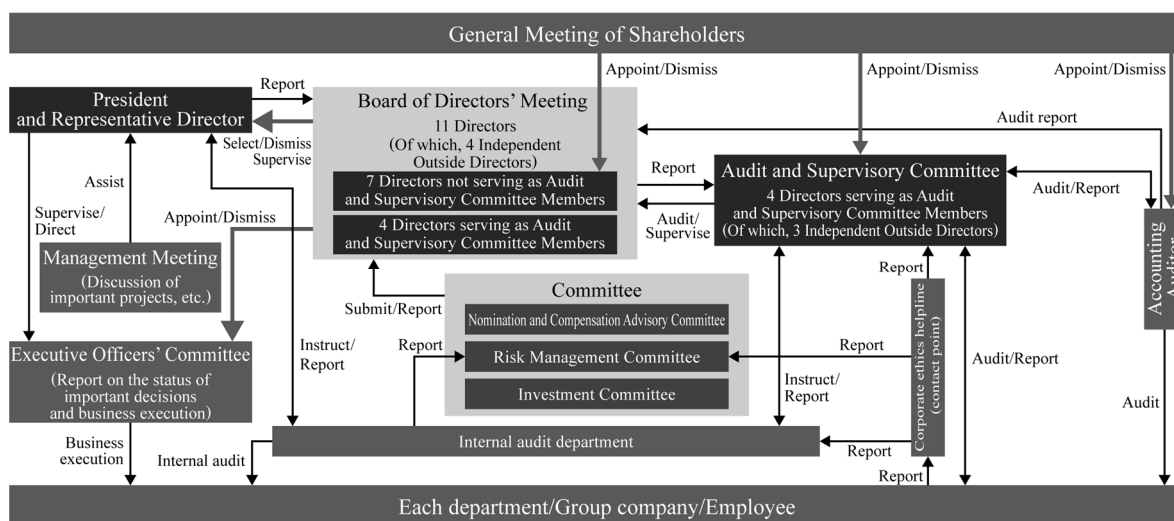 General Meeting of Shareholders
Appoint/Dismiss
Appoint/Dismiss
Appoint/Dismiss
President
and Representative Director
Report
Select/Dismiss
Supervise
Board of Directors' Meeting
11 Directors
(Of which, 4 Independent
Outside Directors)
7 Directors not serving as Audit
and Supervisory Committee Members
4 Directors serving as Audit
and Supervisory Committee Members
Audit report
Report
Audit/
Supervise
Audit and Supervisory Committee
4 Directors serving as Audit
and Supervisory Committee Members
(Of which, 3 Independent Outside Directors)
Audit/Report
Accounting
Auditor
Assist
Supervise/
Direct
Appoint/Dismiss
Management Meeting
(Discussion of
important projects, etc.)
Submit/Report
Committee
Nomination and Compensation Advisory Committee
Risk Management Committee
Investment Committee
Report
Report
Report
Corporate ethics helpline
(contact point)
Executive Officers' Committee
(Report on the status of
important decisions
and business execution)
Instruct/
Report
Instruct/
Report
Audit/Report
Audit
Business
execution
Internal audit
Internal audit department
Report
Report
Each department/Group company/Employee